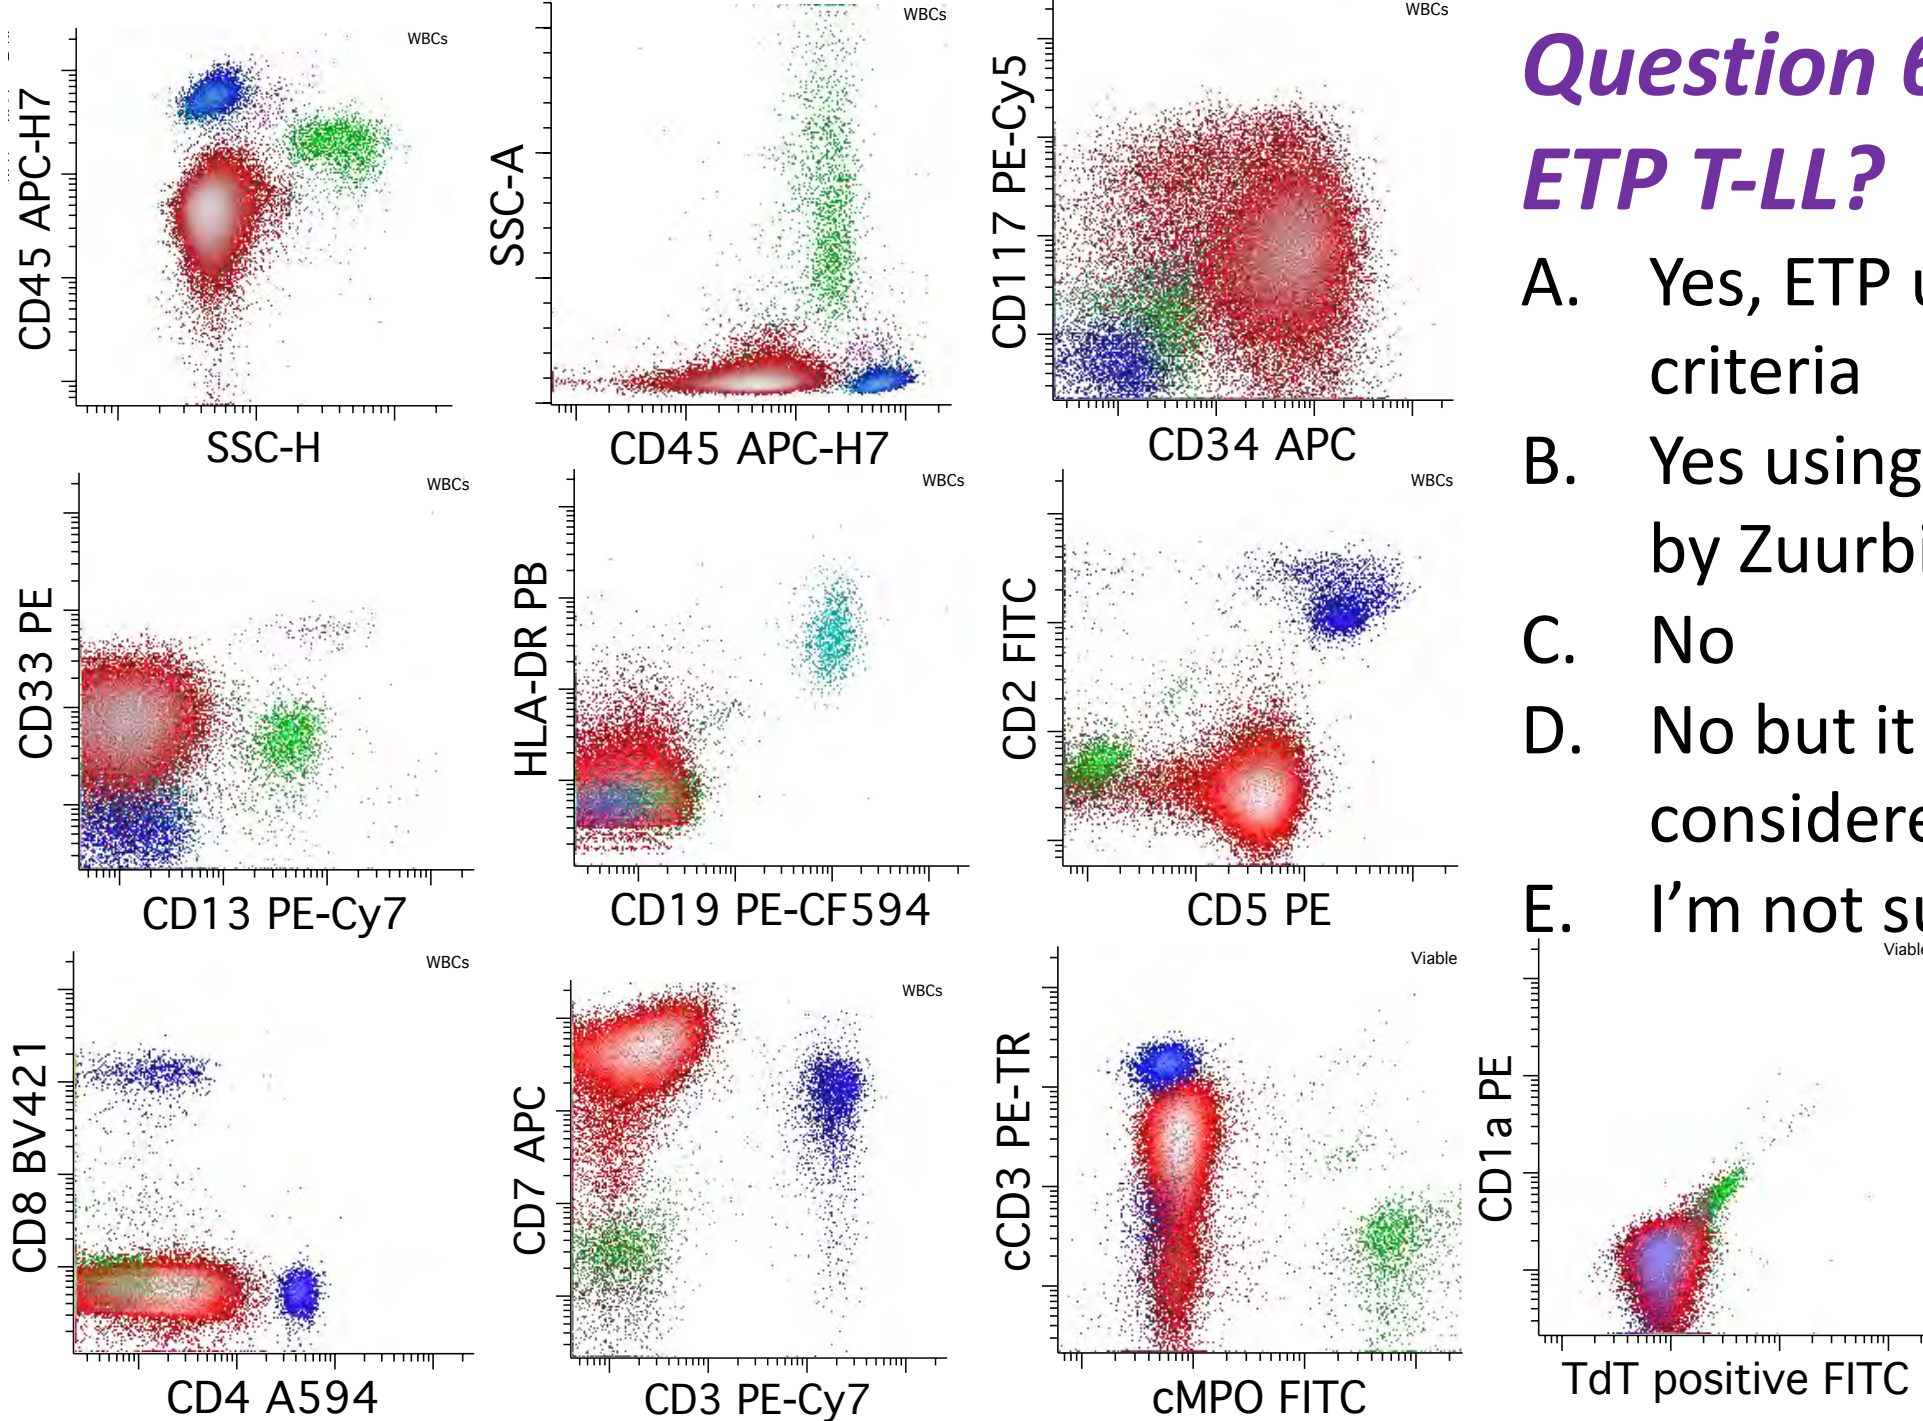 WBCs
CD45 APC-H7
SSC-H
WBCs
SSC-A
CD45 APC-H7
WBCs
CD117 PE-Cy5
CD34 APC
Question
ETP T-LL?
A. Yes, ETP
criteria
B. Yes using
by
C. No
D. No but it
E. I'm not
WBCs
CD33 PE
CD13 PE-Cy7
WBCs
HLA-DR PB
CD19 PE-CF594
WBCs
CD2 FITC
CD5 PE
WBCs
CD8 BV421
CD4 A594
WBCs
CD7 APC
CD3 PE-Cy7
Viable
cCD3 PE-TR
cMPO FITC
Viable
CD1a PE
TdT positive FITC